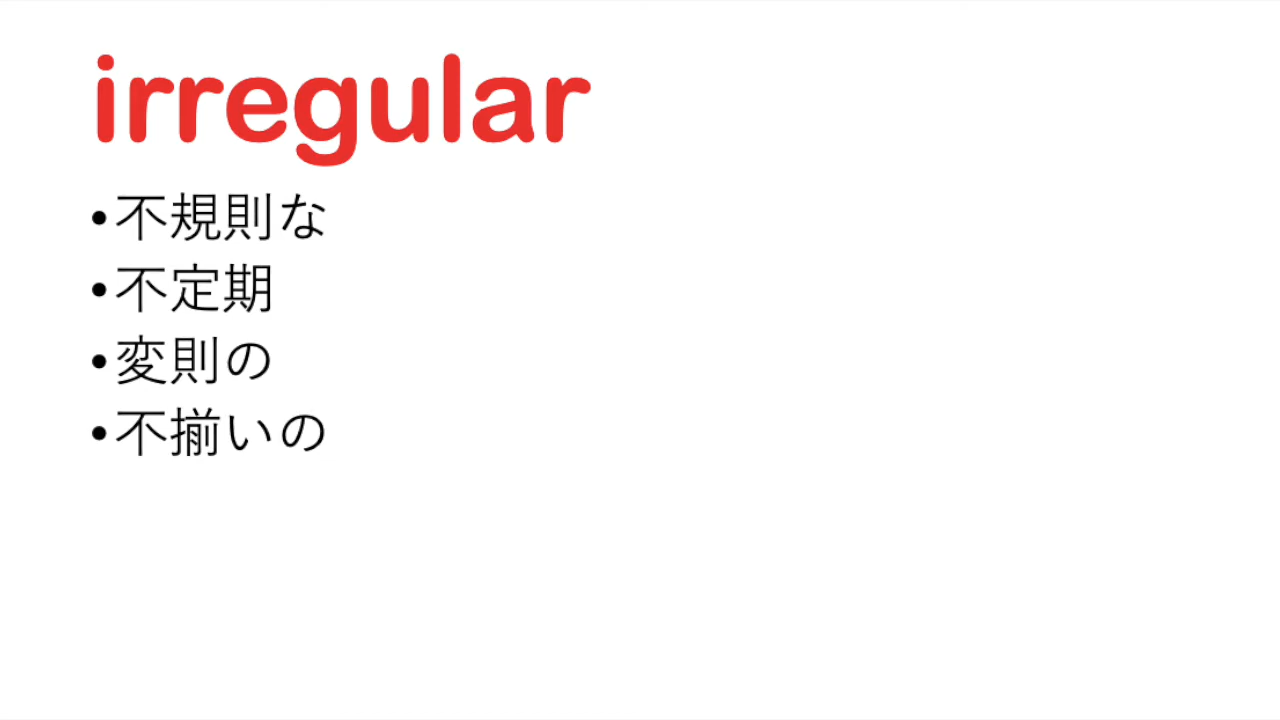 irregular
•不規則な
•不定期
•変則の
•不揃いの